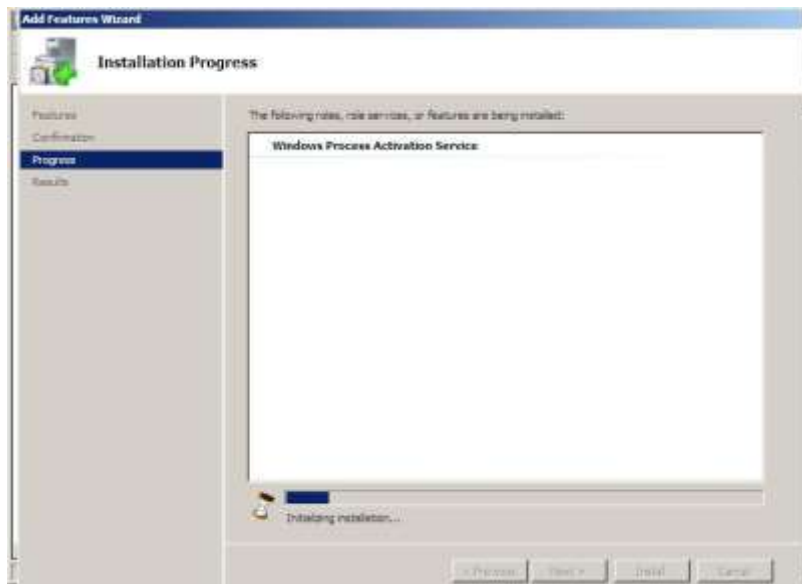 Add Features Wizard
Installation Progress
Features
Confirmation
Progress
Results
The following roles, role services, or features are being installed:
Windows Process Activation Service
Initializing installation...
< Previous
Next >
Install
Cancel